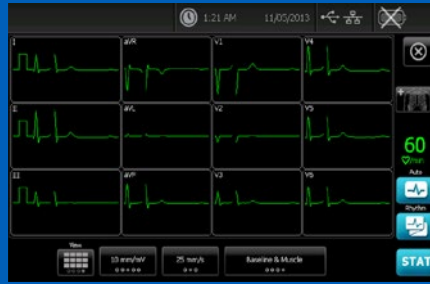 1:21 AM 11/05/2013
I aVR V1 V4
II aVL V2 V5
III aVF V3 V6
60
/min
Auto
Rhythm
STAT
View
10 mm/mV
25 mm/s
Baseline & Muscle